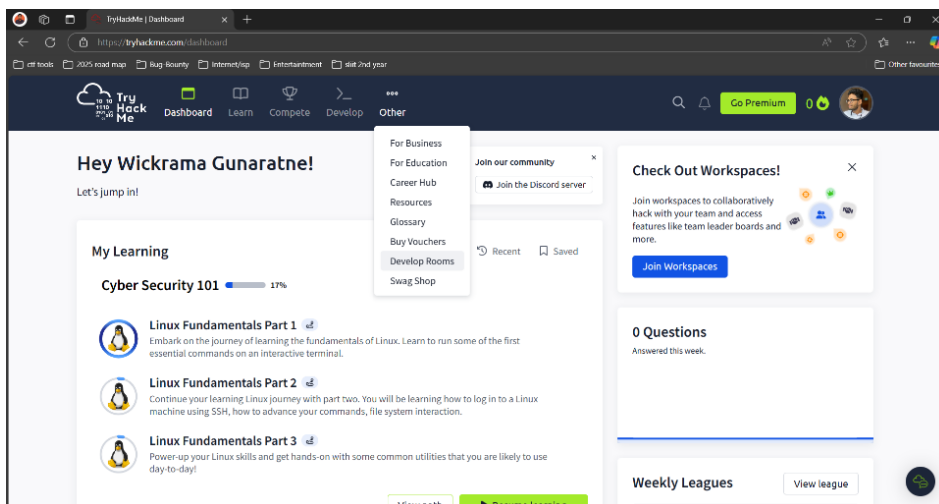 TryHackMe | Dashboard
https://tryhackme.com/dashboard
ctf tools
2025 road map
Bug-Bounty
Internet/isp
Entertaintment
sliit 2nd year
Other favourites
Try Hack Me
Dashboard
Learn
Compete
Develop
Other
Go Premium
0
For Business
For Education
Career Hub
Resources
Glossary
Buy Vouchers
Develop Rooms
Swag Shop
Hey Wickrama Gunaratne!
Let's jump in!
Join our community
Join the Discord server
My Learning
Recent
Saved
Cyber Security 101
17%
Linux Fundamentals Part 1
Embark on the journey of learning the fundamentals of Linux. Learn to run some of the first
essential commands on an interactive terminal.
Linux Fundamentals Part 2
Continue your learning Linux journey with part two. You will be learning how to log in to a Linux
machine using SSH, how to advance your commands, file system interaction.
Linux Fundamentals Part 3
Power-up your Linux skills and get hands-on with some common utilities that you are likely to use
day-to-day!
Check Out Workspaces!
Join workspaces to collaboratively
hack with your team and access
features like team leader boards and
more.
Join Workspaces
0 Questions
Answered this week.
Weekly Leagues
View league